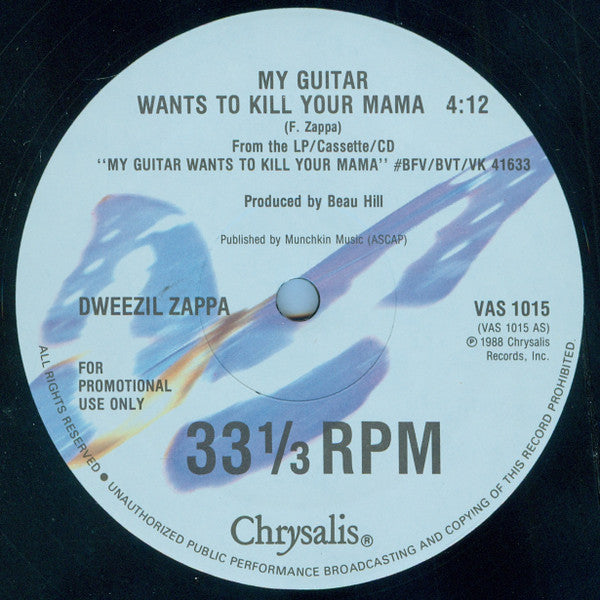 MY GUITAR
WANTS TO KILL YOUR MAMA 4:12
(F. Zappa)
From the LP/Cassette/CD
"MY GUITAR WANTS TO KILL YOUR MAMA" #BFV/BVT/VK 41633
Produced by Beau Hill
Published by Munchkin Music (ASCAP)
DWEEZIL ZAPPA
VAS 1015
(VAS 1015 AS)
℗ 1988 Chrysalis
Records, Inc.
FOR
PROMOTIONAL
USE ONLY
33 1/3 RPM
Chrysalis®
ALL RIGHTS RESERVED ● UNAUTHORIZED PUBLIC PERFORMANCE BROADCASTING AND COPYING OF THIS RECORD PROHIBITED.